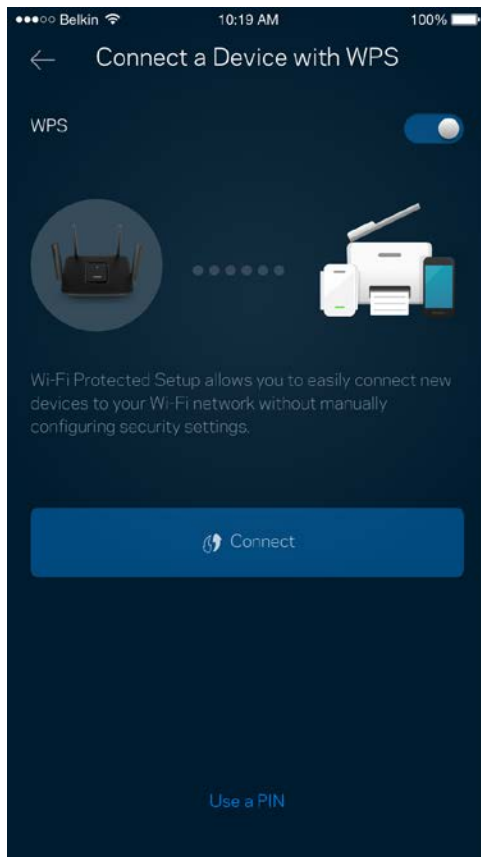 Belkin 10:19 AM 100%
Connect a Device with WPS
WPS
Wi-Fi Protected Setup allows you to easily connect new
devices to your Wi-Fi network without manually
configuring security settings.
Connect
Use a PIN